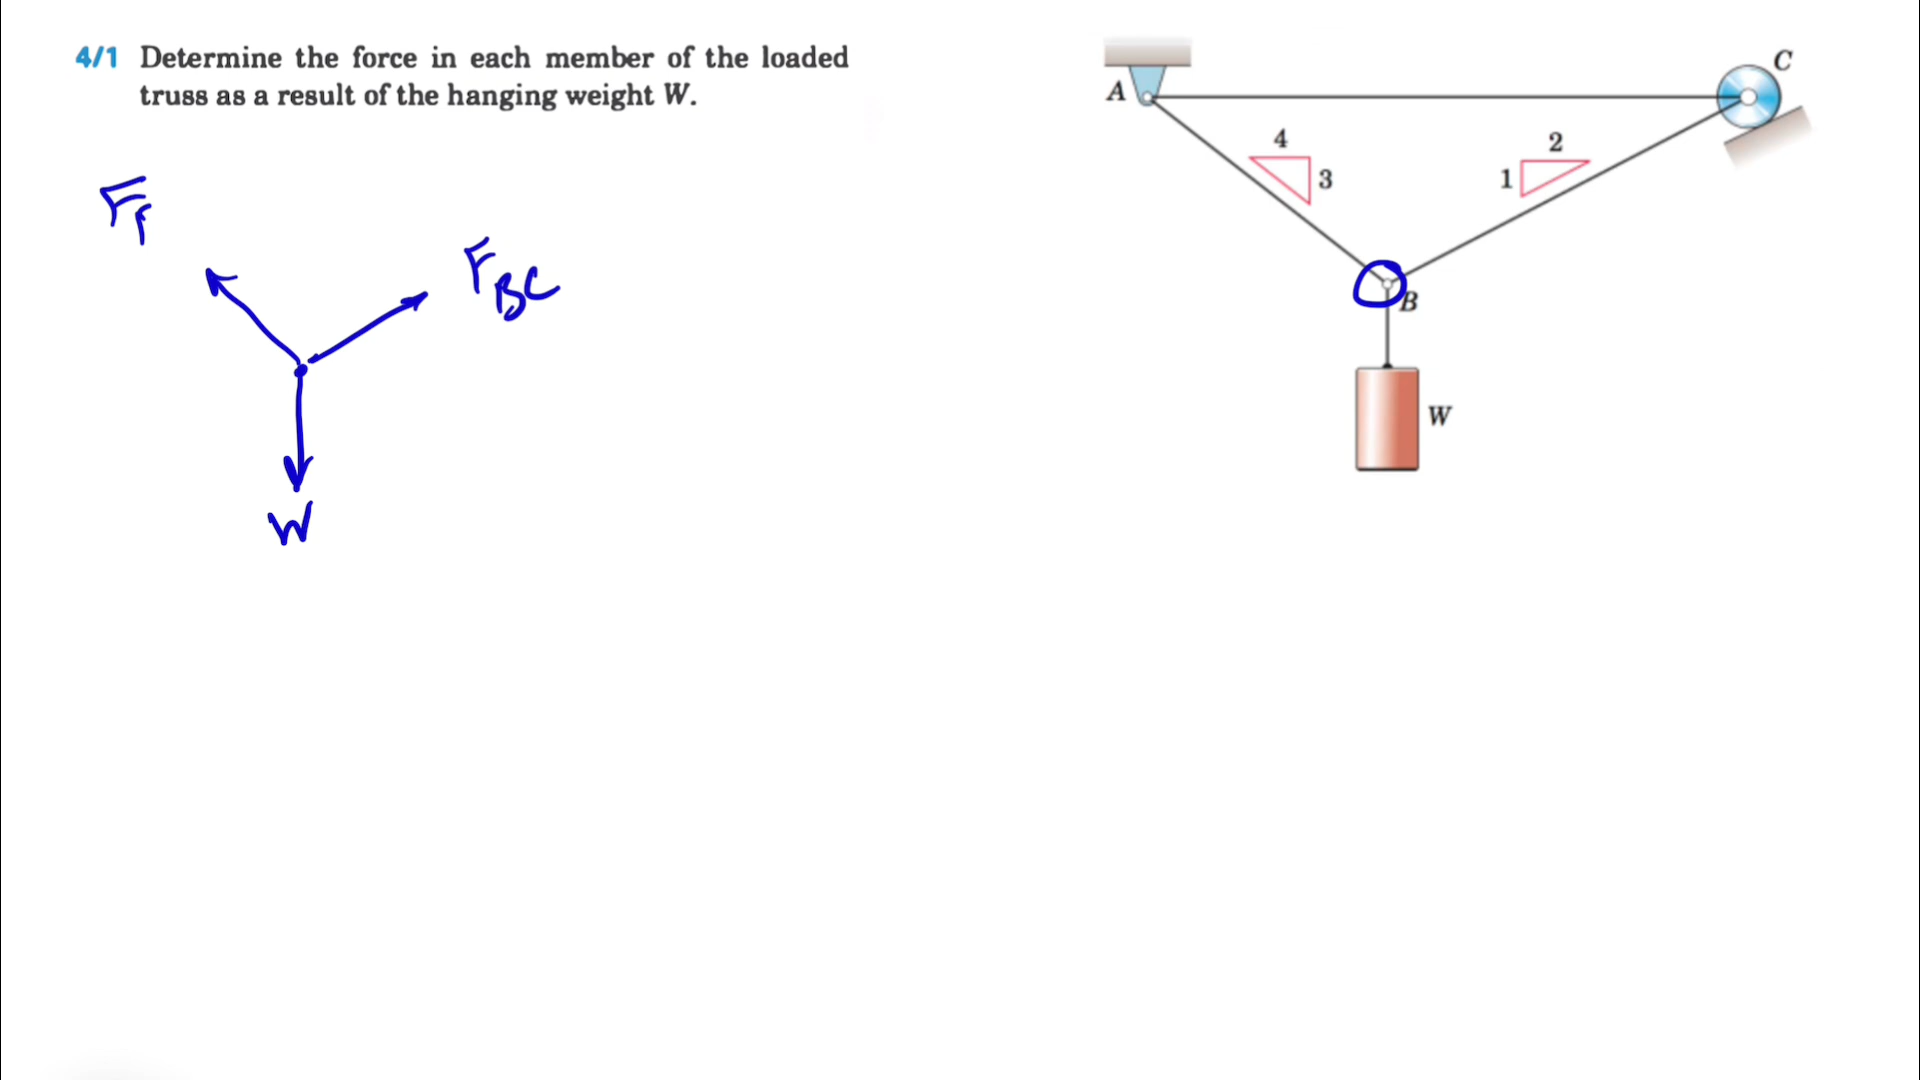 4/1 Determine the force in each member of the loaded
truss as a result of the hanging weight W.
A
C
4
3
2
1
B
W
F
F_BC
W